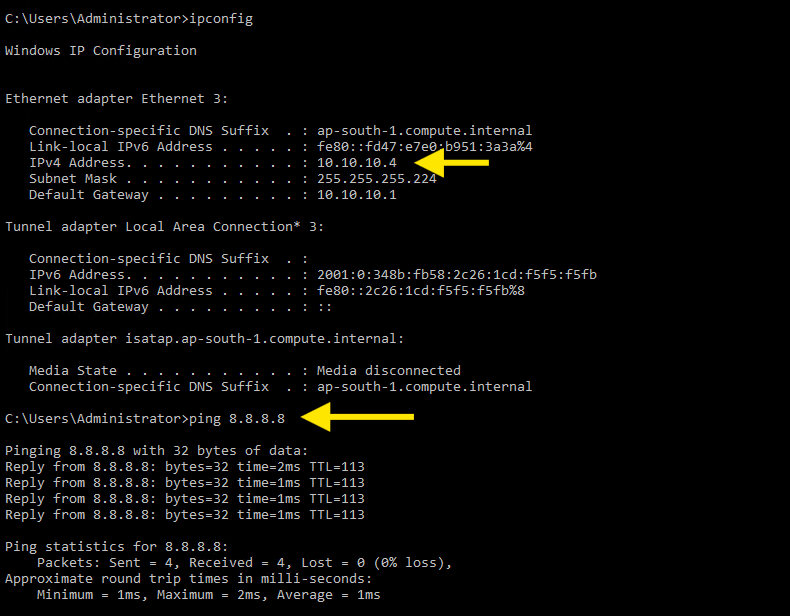 C:\Users\Administrator>ipconfig
Windows IP Configuration
Ethernet adapter Ethernet 3:
Connection-specific DNS Suffix  . : ap-south-1.compute.internal
Link-local IPv6 Address . . . . . : fe80::fd47:e7e0:b951:3a3a%4
IPv4 Address. . . . . . . . . . . : 10.10.10.4
Subnet Mask . . . . . . . . . . . : 255.255.255.224
Default Gateway . . . . . . . . . : 10.10.10.1
Tunnel adapter Local Area Connection* 3:
Connection-specific DNS Suffix  . :
IPv6 Address. . . . . . . . . . . : 2001:0:348b:fb58:2c26:1cd:f5f5:f5fb
Link-local IPv6 Address . . . . . : fe80::2c26:1cd:f5f5:f5fb%8
Default Gateway . . . . . . . . . : ::
Tunnel adapter isatap.ap-south-1.compute.internal:
Media State . . . . . . . . . . . : Media disconnected
Connection-specific DNS Suffix  . : ap-south-1.compute.internal
C:\Users\Administrator>ping 8.8.8.8
Pinging 8.8.8.8 with 32 bytes of data:
Reply from 8.8.8.8: bytes=32 time=2ms TTL=113
Reply from 8.8.8.8: bytes=32 time=1ms TTL=113
Reply from 8.8.8.8: bytes=32 time=1ms TTL=113
Reply from 8.8.8.8: bytes=32 time=1ms TTL=113
Ping statistics for 8.8.8.8:
Packets: Sent = 4, Received = 4, Lost = 0 (0% loss),
Approximate round trip times in milli-seconds:
Minimum = 1ms, Maximum = 2ms, Average = 1ms